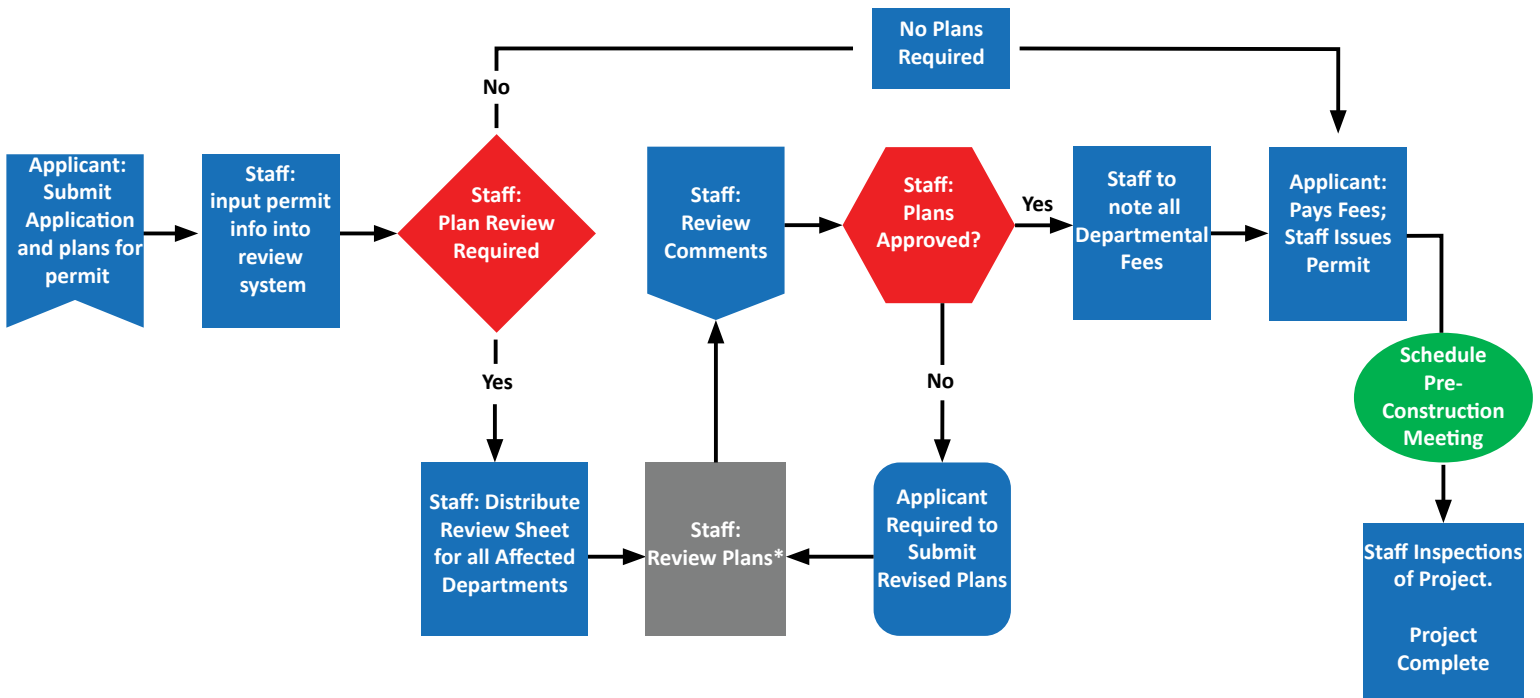 No Plans
Required
No
Applicant:
Submit
Application
and plans for
permit
Staff:
input permit
info into
review
system
Staff:
Plan Review
Required
Staff:
Review
Comments
Staff:
Plans
Approved?
Yes
Staff to
note all
Departmental
Fees
Applicant:
Pays Fees;
Staff Issues
Permit
Yes
No
Schedule
Pre-
Construction
Meeting
Staff: Distribute
Review Sheet
for all Affected
Departments
Staff:
Review Plans*
Applicant
Required to
Submit
Revised Plans
Staff Inspections
of Project.
Project
Complete